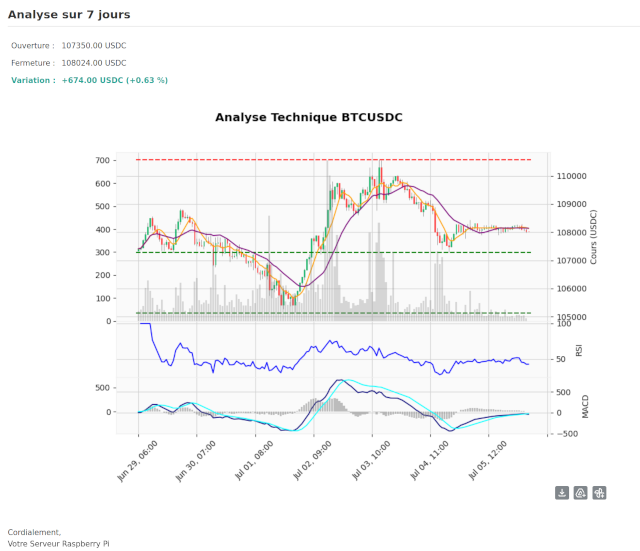 Analyse sur 7 jours
Ouverture : 107350.00 USDC
Fermeture : 108024.00 USDC
Variation : +674.00 USDC (+0.63 %)
Analyse Technique BTCUSDC
700
600
500
400
300
200
100
0
110000
109000
108000
107000
106000
105000
Cours (USDC)
100
50
RSI
500
0
500
0
−500
MACD
Jun 29, 06:00
Jun 30, 07:00
Jul 01, 08:00
Jul 02, 09:00
Jul 03, 10:00
Jul 04, 11:00
Jul 05, 12:00
Cordialement,
Votre Serveur Raspberry Pi